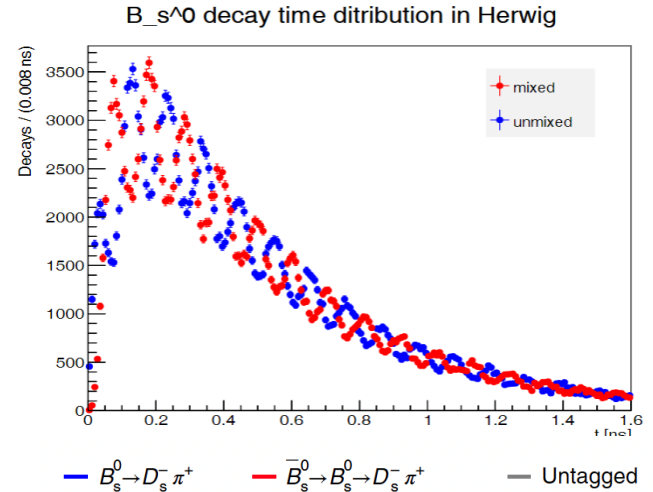 B_s^0 decay time ditribution in Herwig
Decays / (0.008 ns)
3500
3000
2500
2000
1500
1000
500
0
mixed
unmixed
0 0.2 0.4 0.6 0.8 1 1.2 1.4 1.6
t [ns]
B⁰ₛ→D⁻ₛ π⁺ B̅⁰ₛ→B⁰ₛ→D⁻ₛ π⁺ Untagged